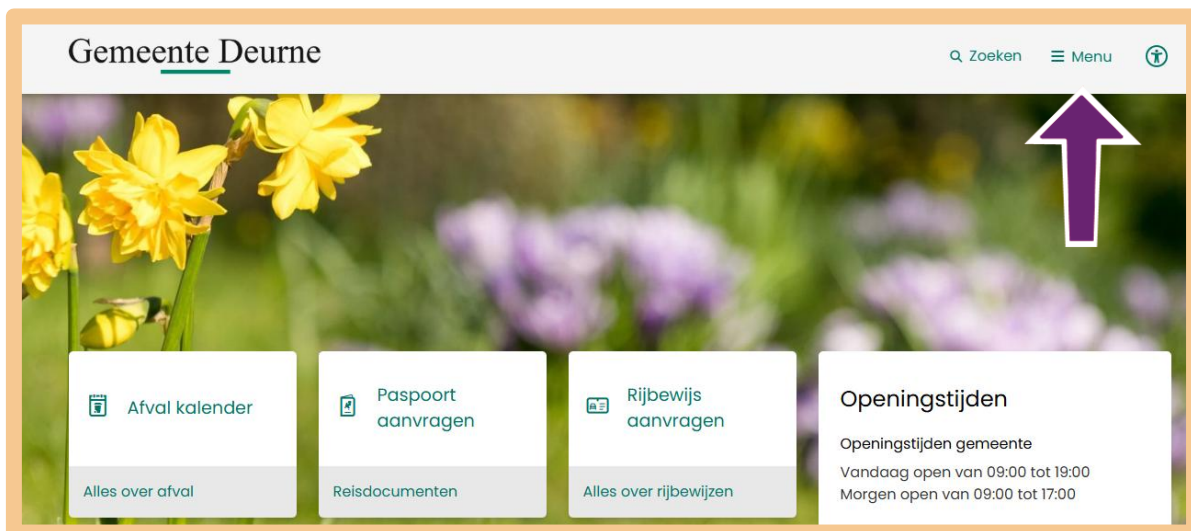 Gemeente Deurne
Zoeken
Menu
Afval kalender
Alles over afval
Paspoort
aanvragen
Reisdocumenten
Rijbewijs
aanvragen
Alles over rijbewijzen
Openingstijden
Openingstijden gemeente
Vandaag open van 09:00 tot 19:00
Morgen open van 09:00 tot 17:00